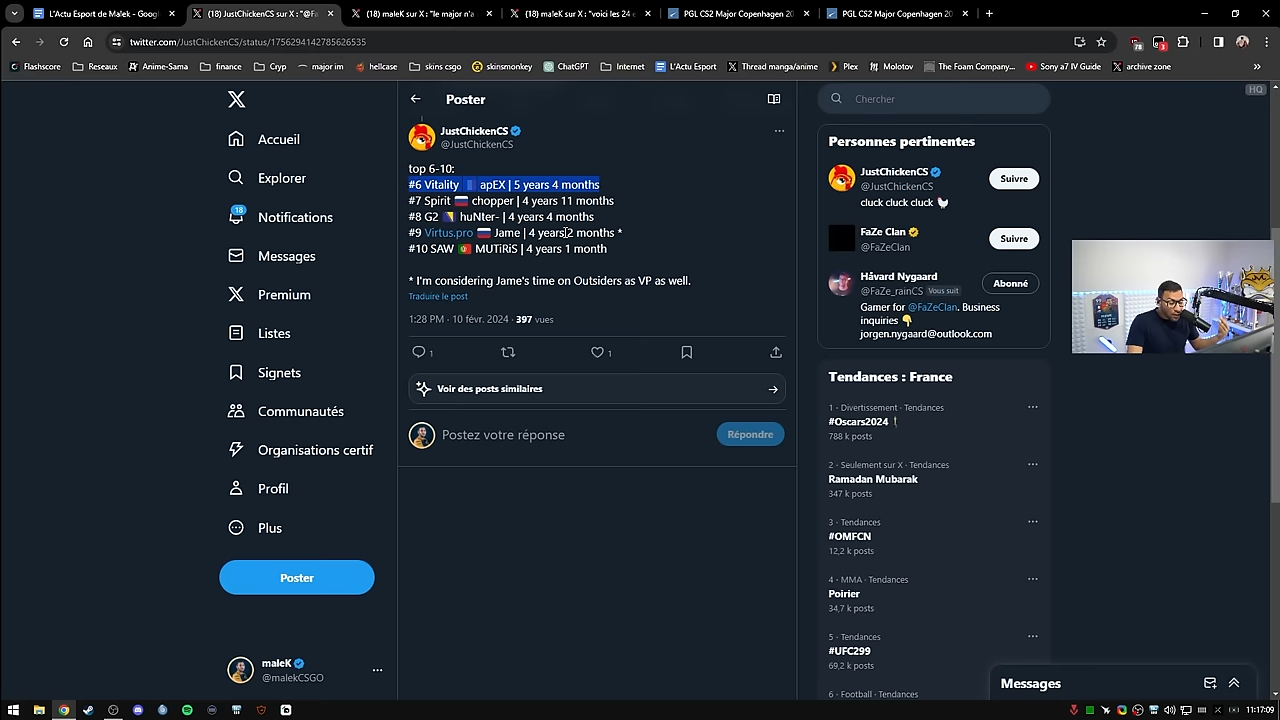 L'Actu Esport de Malek - Googl
(18) JustChickenCS sur X : "@Fa
(18) maleK sur X : "le major n'a
(18) maleK sur X : "voici les 24 e
PGL CS2 Major Copenhagen 20
PGL CS2 Major Copenhagen 20
twitter.com/JustChickenCS/status/1756294142785626535
78
3
Flashscore
Reseaux
Anime-Sama
finance
Cryp
major im
hellcase
skins csgo
skinsmonkey
ChatGPT
Internet
L'Actu Esport
Thread manga/anime
Plex
Molotov
The Foam Company...
Sony a7 IV Guide
archive zone
HQ
Accueil
Explorer
18
Notifications
Messages
Premium
Listes
Signets
Communautés
Organisations certif
Profil
Plus
Poster
maleK
@malekCSGO
Poster
JustChickenCS
@JustChickenCS
top 6-10:
#6 Vitality apEX | 5 years 4 months
#7 Spirit chopper | 4 years 11 months
#8 G2 huNter- | 4 years 4 months
#9 Virtus.pro Jame | 4 years 2 months *
#10 SAW MUTiRiS | 4 years 1 month
* I'm considering Jame's time on Outsiders as VP as well.
Traduire le post
1:28 PM · 10 févr. 2024 · 397 vues
1
1
Voir des posts similaires
Postez votre réponse
Répondre
Chercher
Personnes pertinentes
JustChickenCS
@JustChickenCS
Suivre
cluck cluck cluck
FaZe Clan
@FaZeClan
Suivre
Håvard Nygaard
@FaZe_rainCS Vous suit
Abonné
Gamer for @FaZeClan. Business
inquiries
jorgen.nygaard@outlook.com
Tendances : France
1 · Divertissement · Tendances
#Oscars2024
788 k posts
2 · Seulement sur X · Tendances
Ramadan Mubarak
347 k posts
3 · Tendances
#OMFCN
12,2 k posts
4 · MMA · Tendances
Poirier
34,7 k posts
5 · Tendances
#UFC299
69,2 k posts
6 · Football · Tendances
Messages
11:17:09